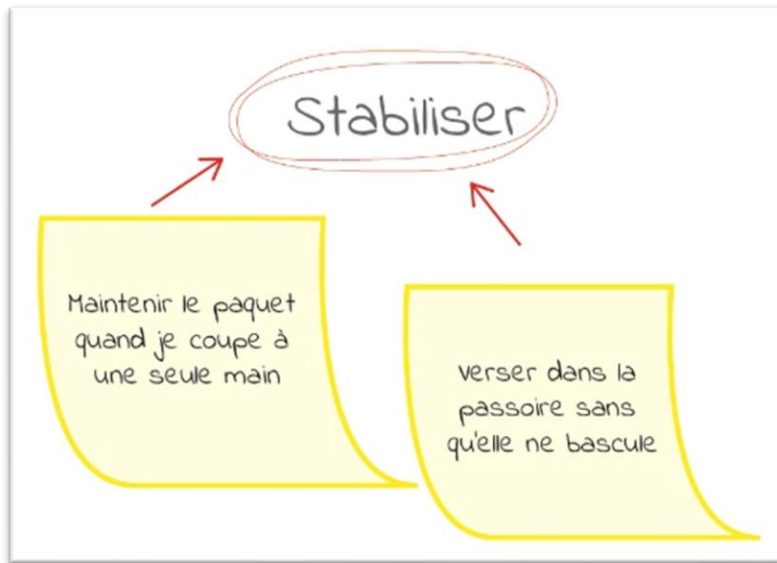 Stabiliser
Maintenir le paquet
quand je coupe à
une seule main
verser dans la
passoire sans
qu'elle ne bascule